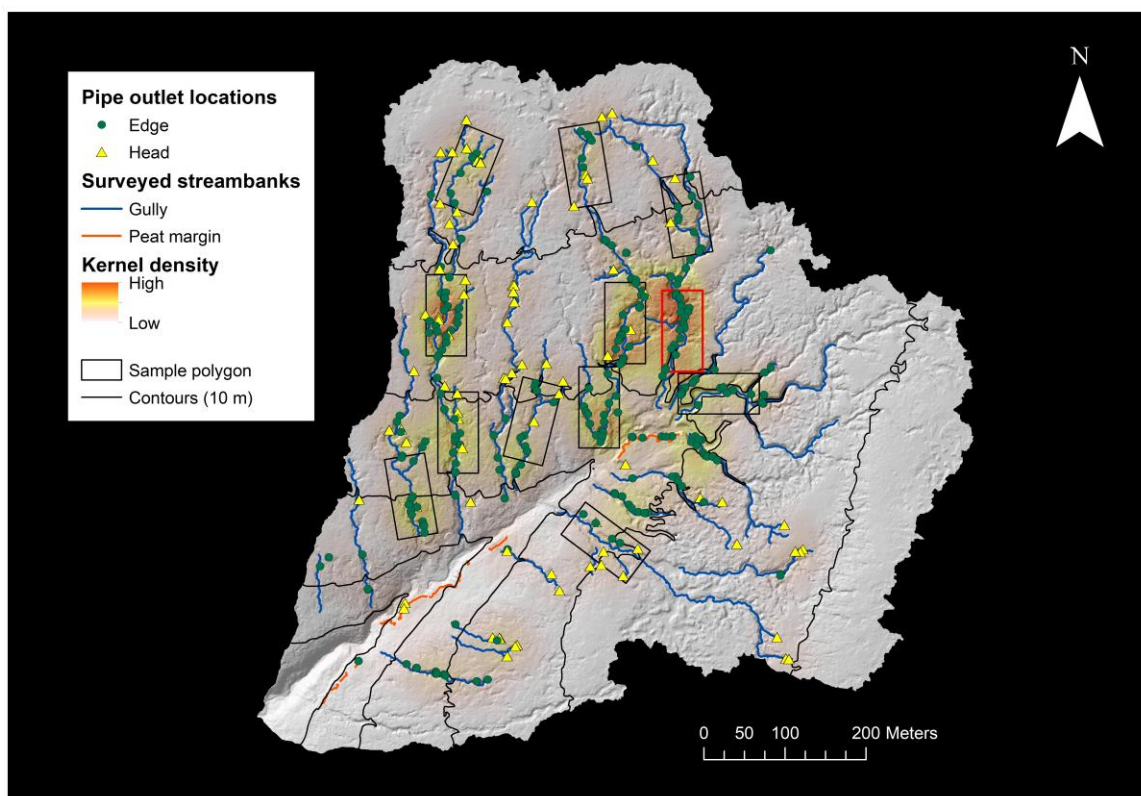 Pipe outlet locations
Edge
Head
Surveyed streambanks
Gully
Peat margin
Kernel density
High
Low
Sample polygon
Contours (10 m)
N
0 50 100 200 Meters